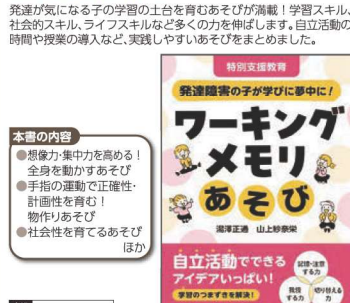 発達が気になる子の学習の土台を育むあそびが満載！学習スキル、
社会的スキル、ライフスキルなど多くの力を伸ばします。自立活動の
時間や授業の導入など、実践しやすいあそびをまとめました。
本書の内容
●想像力・集中力を高める！
全身を動かすあそび
●手指の運動で正確性・
計画性を育む！
物作りあそび
●社会性を育てるあそび
ほか
特別支援教育
発達障害の子が学びに夢中に！
ワーキング
メモリ
あそび
湯澤正通 山上紗奈栄
自立活動でできる
アイデアいっぱい！
学習のつまずきを解決！
記憶・注意
する力
発想
する力
切り替える
力